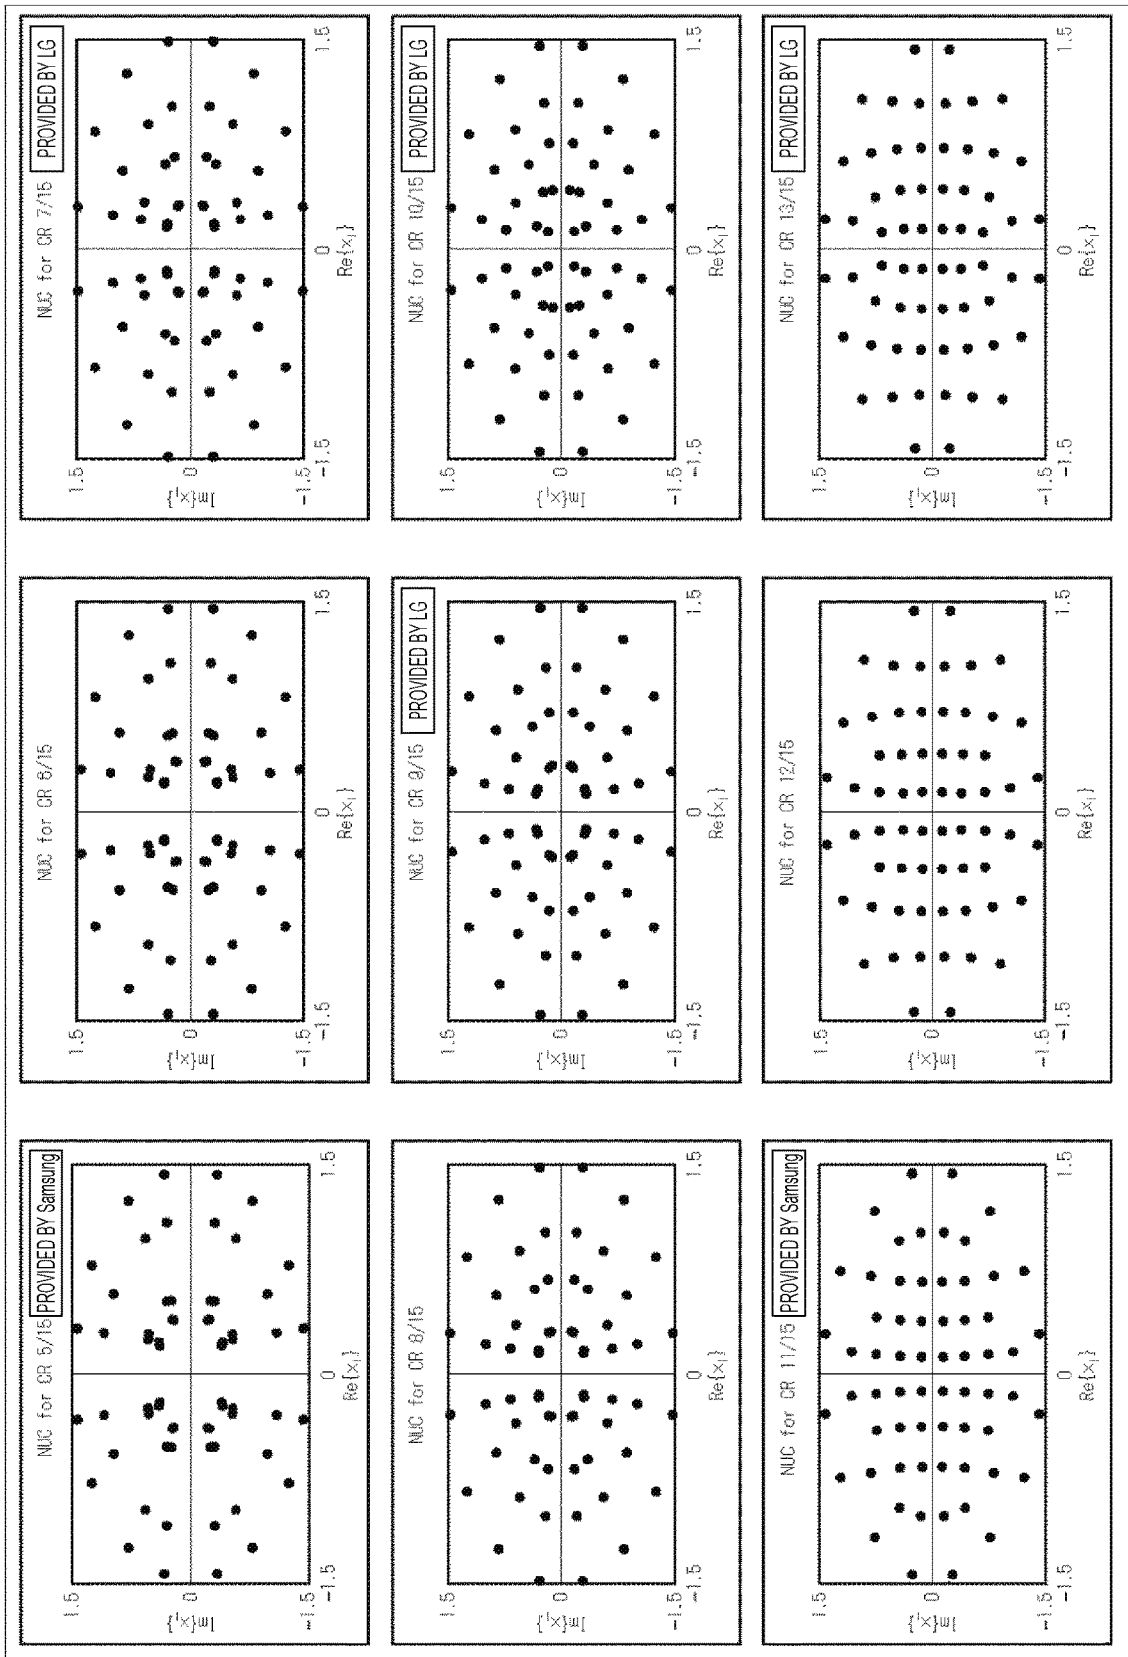 NUC for CR 5/15
PROVIDED BY Samsung
Im{x_l}
1.5
0
-1.5
-1.5
0
1.5
Re{x_l}
NUC for CR 6/15
Im{x_l}
1.5
0
-1.5
-1.5
0
1.5
Re{x_l}
NUC for CR 7/15
PROVIDED BY LG
Im{x_l}
1.5
0
-1.5
-1.5
0
1.5
Re{x_l}
NUC for CR 8/15
Im{x_l}
1.5
0
-1.5
-1.5
0
1.5
Re{x_l}
NUC for CR 9/15
PROVIDED BY LG
Im{x_l}
1.5
0
-1.5
-1.5
0
1.5
Re{x_l}
NUC for CR 10/15
PROVIDED BY LG
Im{x_l}
1.5
0
-1.5
-1.5
0
1.5
Re{x_l}
NUC for CR 11/15
PROVIDED BY Samsung
Im{x_l}
1.5
0
-1.5
-1.5
0
1.5
Re{x_l}
NUC for CR 12/15
Im{x_l}
1.5
0
-1.5
-1.5
0
1.5
Re{x_l}
NUC for CR 13/15
PROVIDED BY LG
Im{x_l}
1.5
0
-1.5
-1.5
0
1.5
Re{x_l}